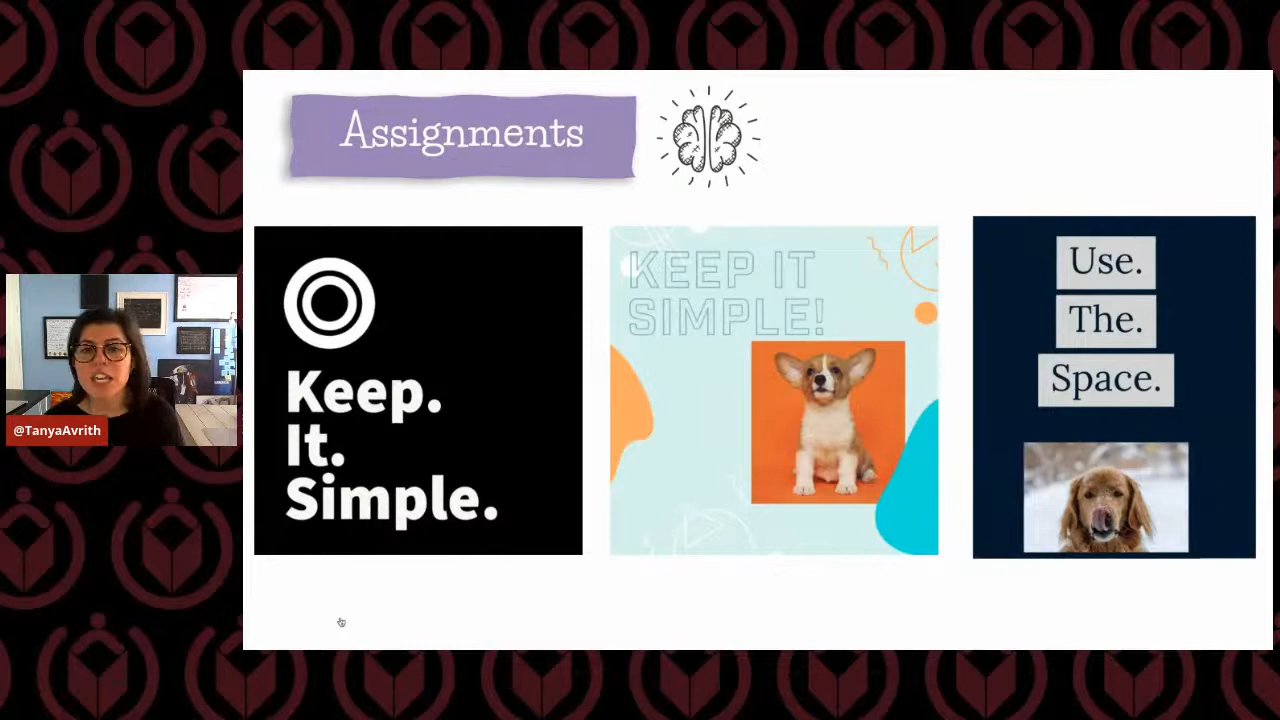 Assignments
Keep.
It.
Simple.
KEEP IT
SIMPLE!
Use.
The.
Space.
@TanyaAvrith